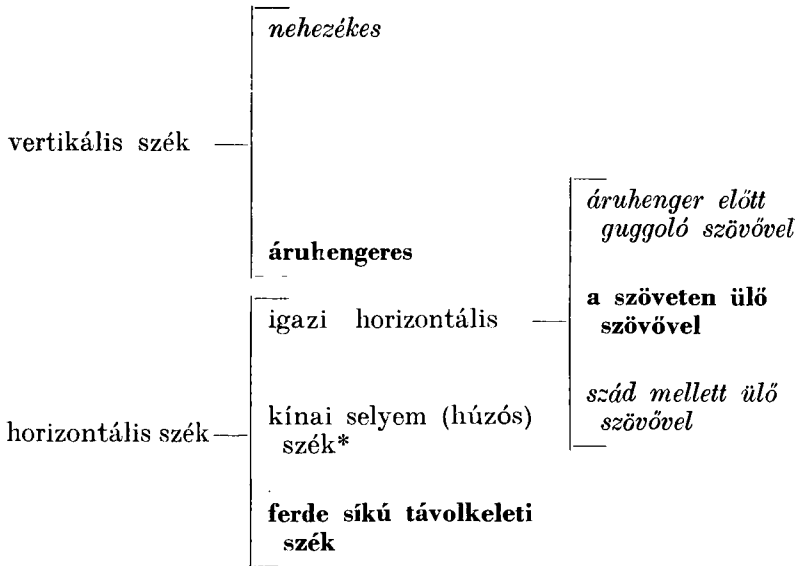 nehezékes
vertikális szék
áruhengeres
áruhenger előtt
guggoló szövővel
a szöveten ülő
szövővel
szád mellett ülő
szövővel
igazi horizontális
horizontális szék
kínai selyem (húzós)
szék*
ferde síkú távolkeleti
szék